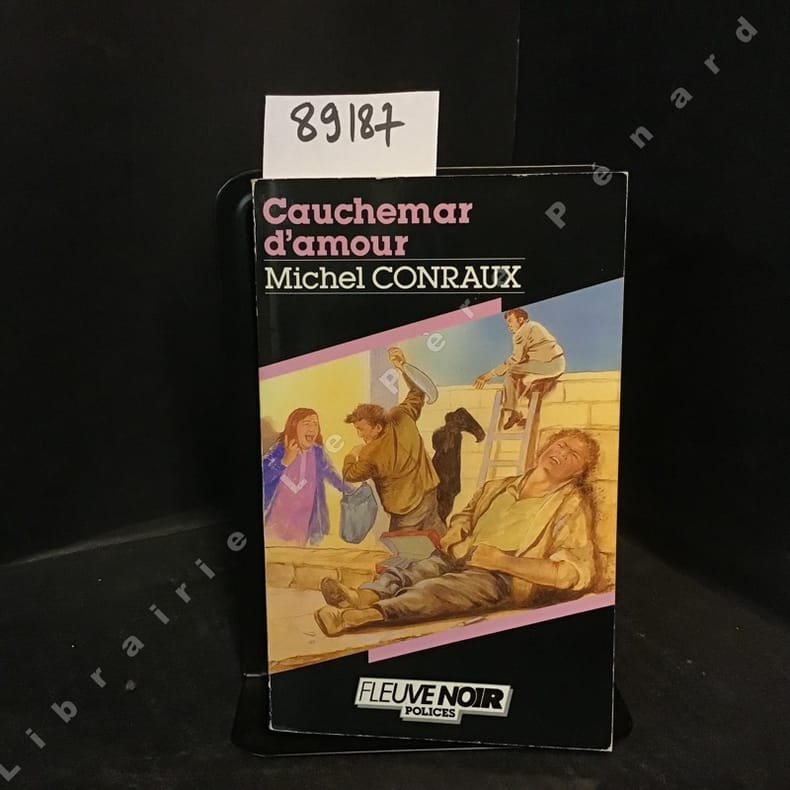 89187
Cauchemar
d'amour
Michel CONRAUX
FLEUVE NOIR
POLICES
Librairie Le Père Pénard